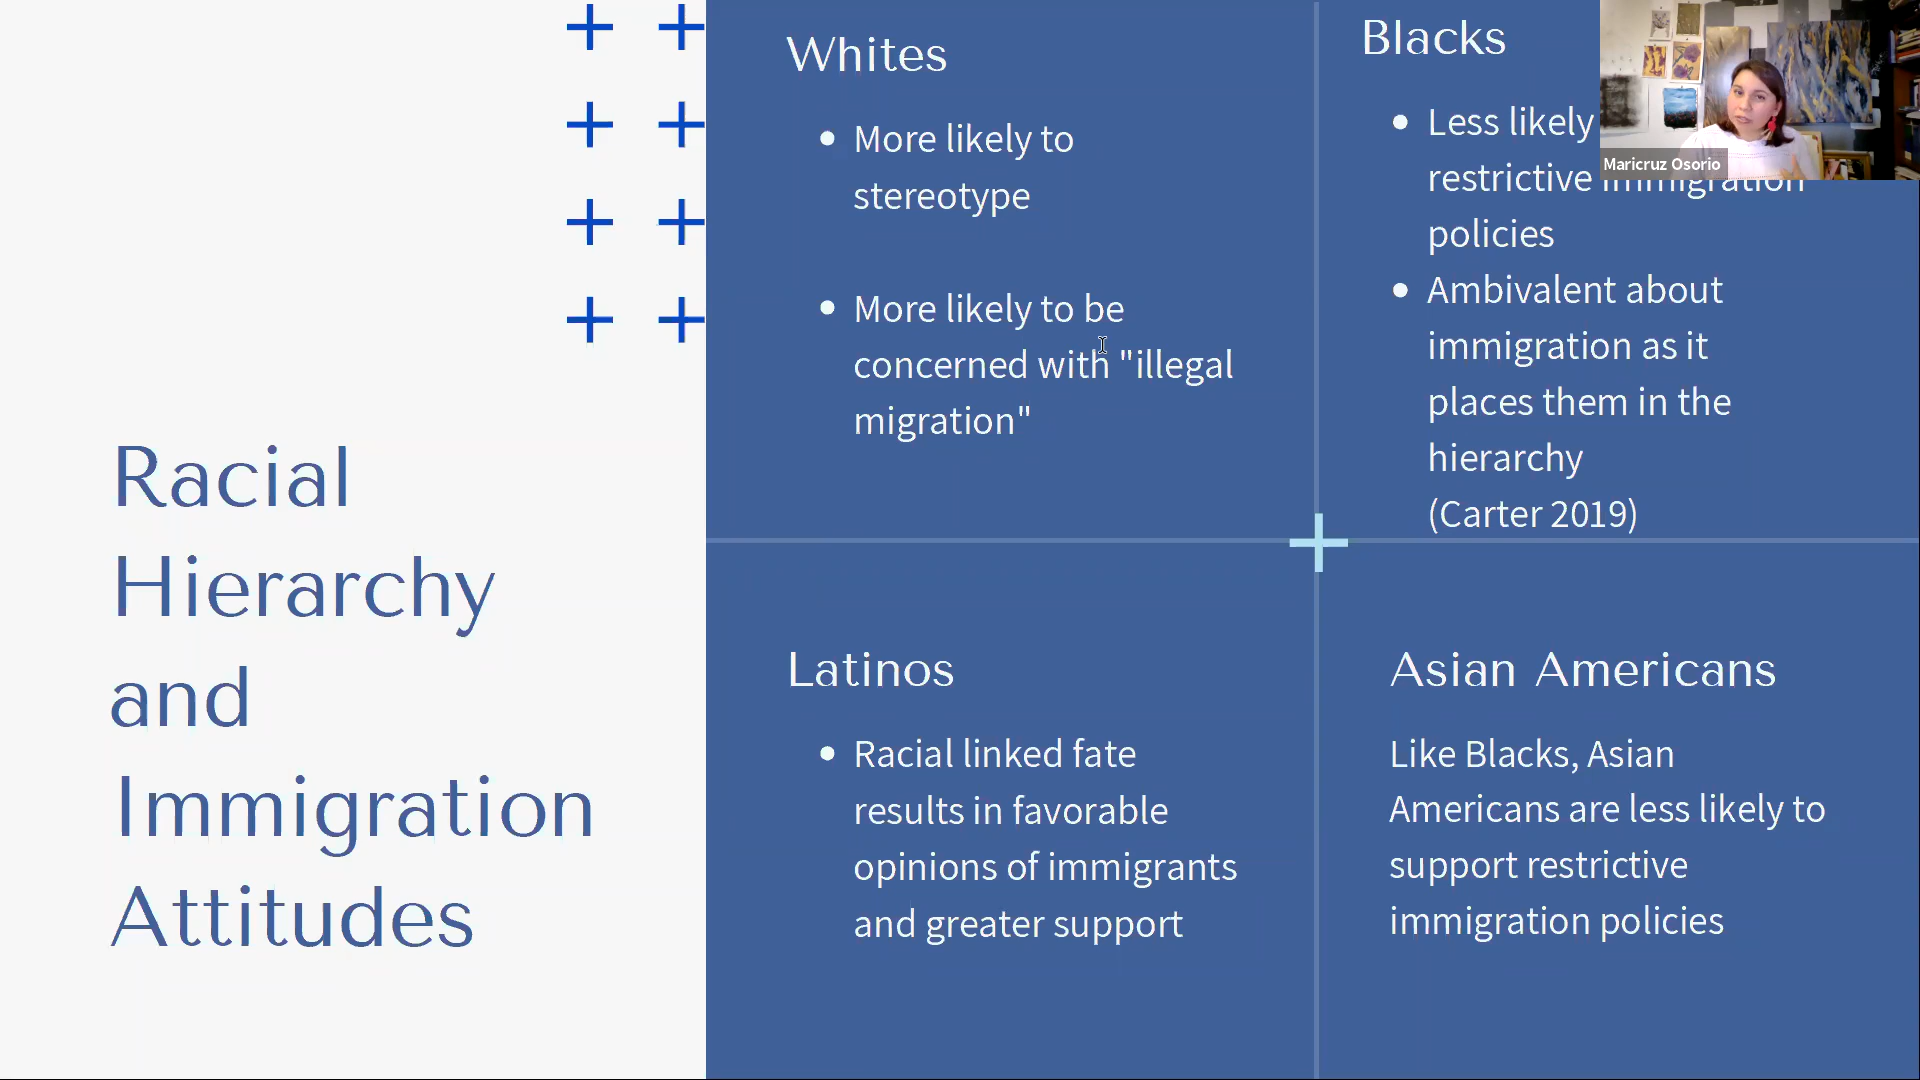 Racial
Hierarchy
and
Immigration
Attitudes
Whites
More likely to
stereotype
More likely to be
concerned with "illegal
migration"
Blacks
Less likely
restrictive immigration
policies
Ambivalent about
immigration as it
places them in the
hierarchy
(Carter 2019)
Maricruz Osorio
Latinos
Racial linked fate
results in favorable
opinions of immigrants
and greater support
Asian Americans
Like Blacks, Asian
Americans are less likely to
support restrictive
immigration policies